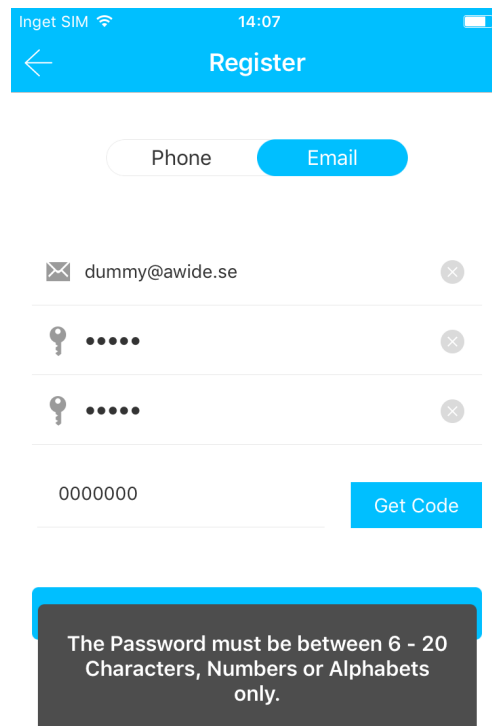 Inget SIM 14:07
Register
Phone Email
dummy@awide.se
•••••
•••••
0000000
Get Code
The Password must be between 6 - 20
Characters, Numbers or Alphabets
only.